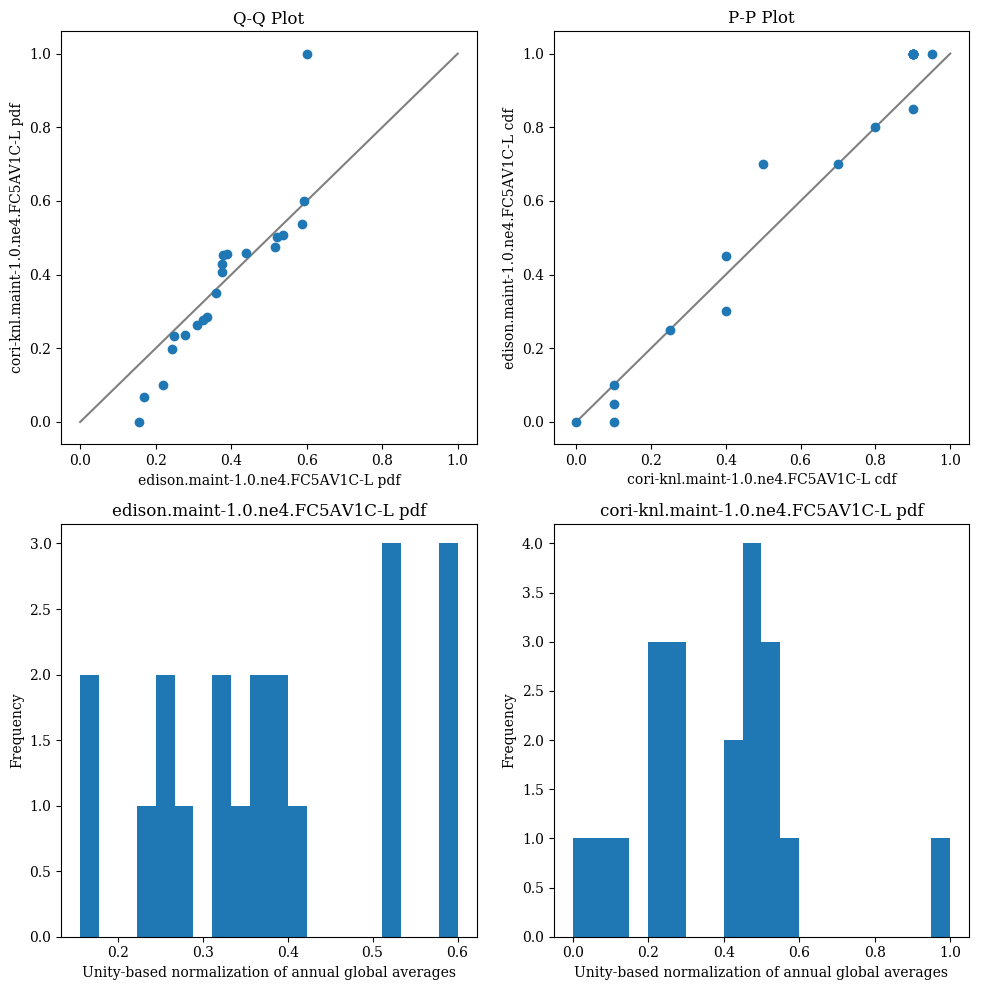 Q-Q Plot
cori-knl.maint-1.0.ne4.FC5AV1C-L pdf
1.0
0.8
0.6
0.4
0.2
0.0
0.0 0.2 0.4 0.6 0.8 1.0
edison.maint-1.0.ne4.FC5AV1C-L pdf
P-P Plot
edison.maint-1.0.ne4.FC5AV1C-L cdf
1.0
0.8
0.6
0.4
0.2
0.0
0.0 0.2 0.4 0.6 0.8 1.0
cori-knl.maint-1.0.ne4.FC5AV1C-L cdf
edison.maint-1.0.ne4.FC5AV1C-L pdf
Frequency
3.0
2.5
2.0
1.5
1.0
0.5
0.0
0.2 0.3 0.4 0.5 0.6
Unity-based normalization of annual global averages
cori-knl.maint-1.0.ne4.FC5AV1C-L pdf
Frequency
4.0
3.5
3.0
2.5
2.0
1.5
1.0
0.5
0.0
0.0 0.2 0.4 0.6 0.8 1.0
Unity-based normalization of annual global averages